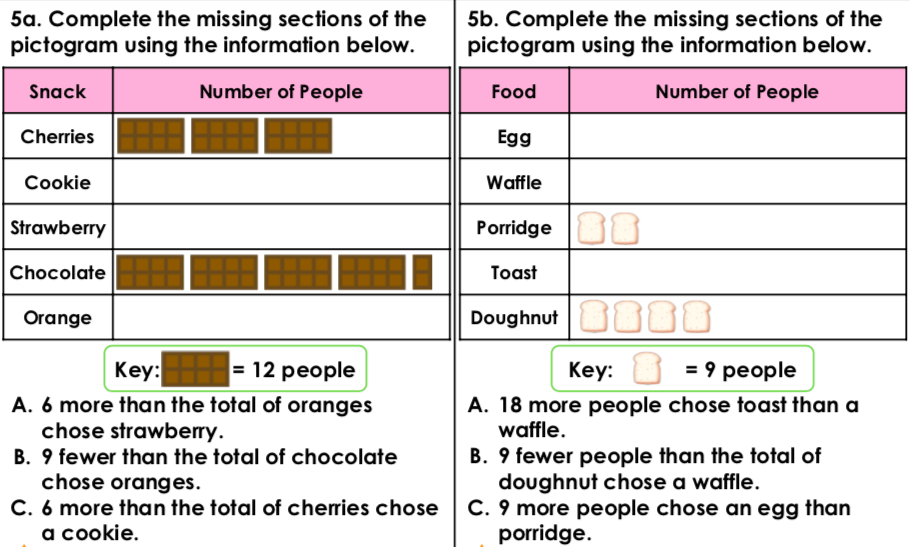 5a. Complete the missing sections of the
pictogram using the information below.
Snack Number of People
Cherries
Cookie
Strawberry
Chocolate
Orange
Key: = 12 people
A. 6 more than the total of oranges
chose strawberry.
B. 9 fewer than the total of chocolate
chose oranges.
C. 6 more than the total of cherries chose
a cookie.
5b. Complete the missing sections of the
pictogram using the information below.
Food Number of People
Egg
Waffle
Porridge
Toast
Doughnut
Key: = 9 people
A. 18 more people chose toast than a
waffle.
B. 9 fewer people than the total of
doughnut chose a waffle.
C. 9 more people chose an egg than
porridge.